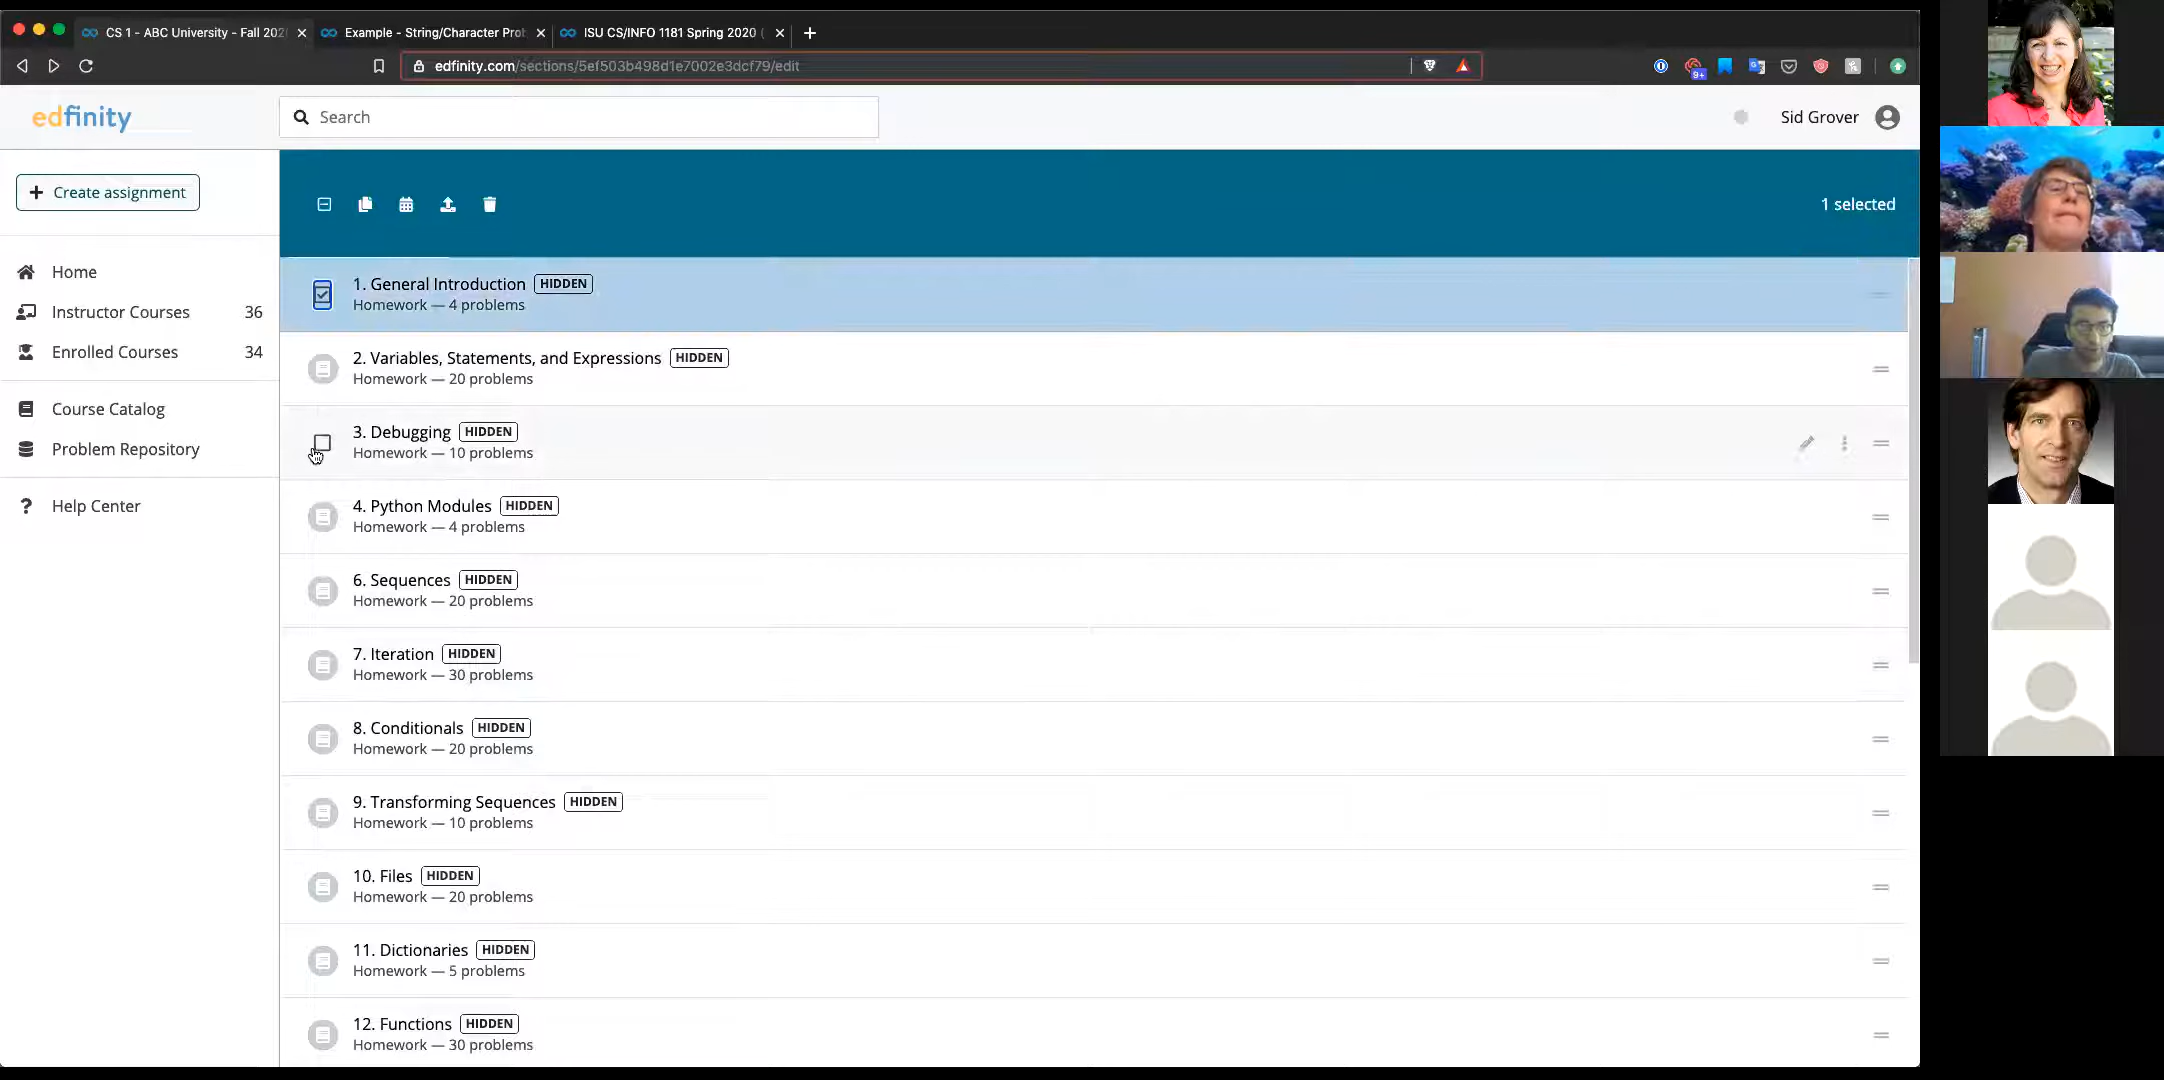 CS 1 - ABC University - Fall 202
Example - String/Character Prot
ISU CS/INFO 1181 Spring 2020 (
edfinity.com/sections/5ef503b498d1e7002e3dcf79/edit
9+
edfinity
Search
Sid Grover
Create assignment
1 selected
Home
Instructor Courses 36
Enrolled Courses 34
Course Catalog
Problem Repository
Help Center
1. General Introduction HIDDEN
Homework — 4 problems
2. Variables, Statements, and Expressions HIDDEN
Homework — 20 problems
3. Debugging HIDDEN
Homework — 10 problems
4. Python Modules HIDDEN
Homework — 4 problems
6. Sequences HIDDEN
Homework — 20 problems
7. Iteration HIDDEN
Homework — 30 problems
8. Conditionals HIDDEN
Homework — 20 problems
9. Transforming Sequences HIDDEN
Homework — 10 problems
10. Files HIDDEN
Homework — 20 problems
11. Dictionaries HIDDEN
Homework — 5 problems
12. Functions HIDDEN
Homework — 30 problems